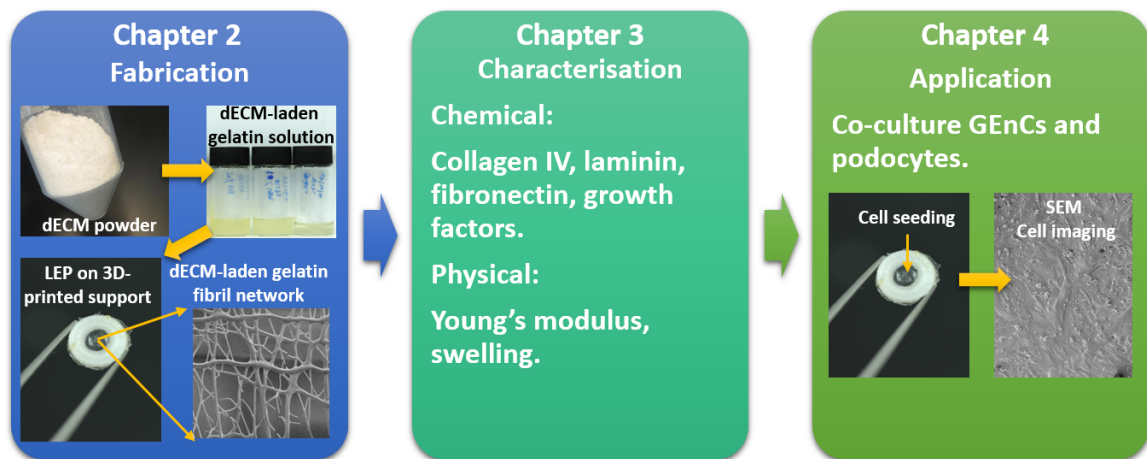 Chapter 2
Fabrication
dECM powder
dECM-laden
gelatin solution
LEP on 3D-
printed support
dECM-laden gelatin
fibril network
Chapter 3
Characterisation
Chemical:
Collagen IV, laminin,
fibronectin, growth
factors.
Physical:
Young’s modulus,
swelling.
Chapter 4
Application
Co-culture GEnCs and
podocytes.
Cell seeding
SEM
Cell imaging